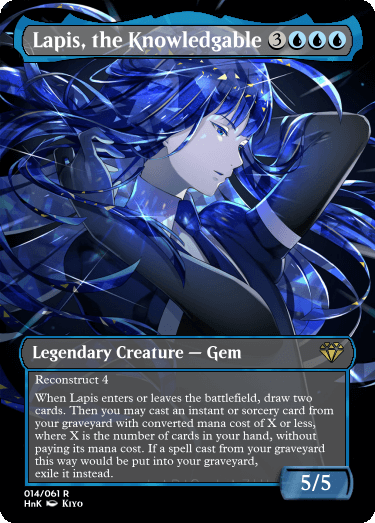 Lapis, the Knowledgable 3
Legendary Creature — Gem
Reconstruct 4
When Lapis enters or leaves the battlefield, draw two
cards. Then you may cast an instant or sorcery card from
your graveyard with converted mana cost of X or less,
where X is the number of cards in your hand, without
paying its mana cost. If a spell cast from your graveyard
this way would be put into your graveyard,
exile it instead.
5/5
014/061 R
HnK Kiyo